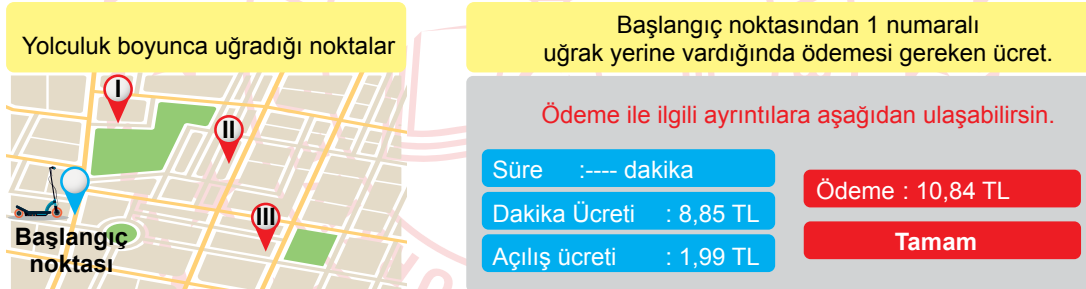 Yolculuk boyunca uğradığı noktalar
I
II
III
Başlangıç
noktası
Başlangıç noktasından 1 numaralı
uğrak yerine vardığında ödemesi gereken ücret.
Ödeme ile ilgili ayrıntılara aşağıdan ulaşabilirsin.
Süre :---- dakika
Dakika Ücreti : 8,85 TL
Açılış ücreti : 1,99 TL
Ödeme : 10,84 TL
Tamam